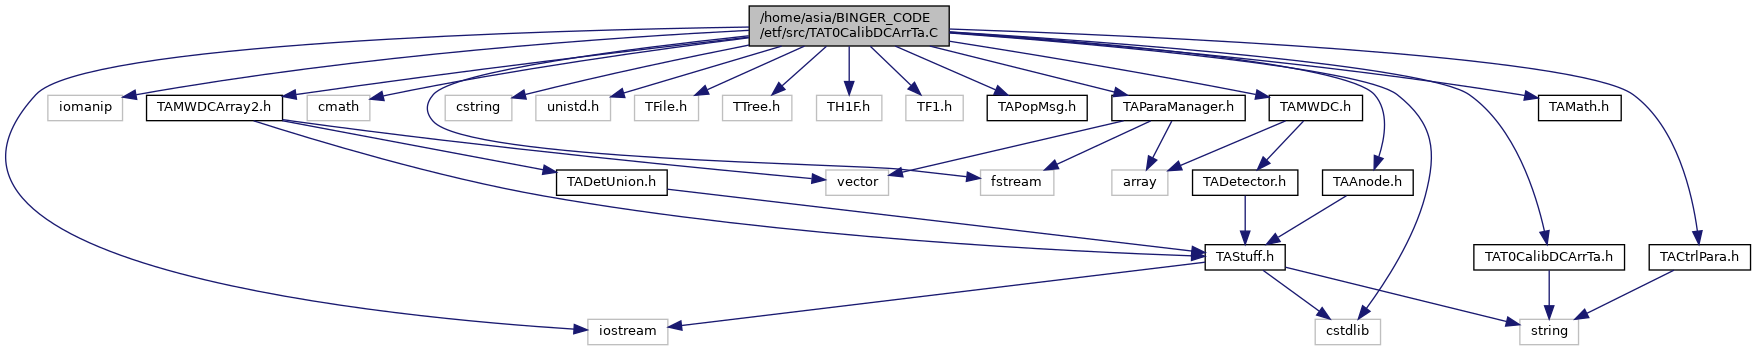 /home/asia/BINGER_CODE
/etf/src/TAT0CalibDCArrTa.C
iomanip
TAMWDCArray2.h
cmath
cstring
unistd.h
TFile.h
TTree.h
TH1F.h
TF1.h
TAPopMsg.h
TAParaManager.h
TAMWDC.h
TAMath.h
TADetUnion.h
vector
fstream
array
TADetector.h
TAAnode.h
TAStuff.h
TAT0CalibDCArrTa.h
TACtrlPara.h
iostream
cstdlib
string